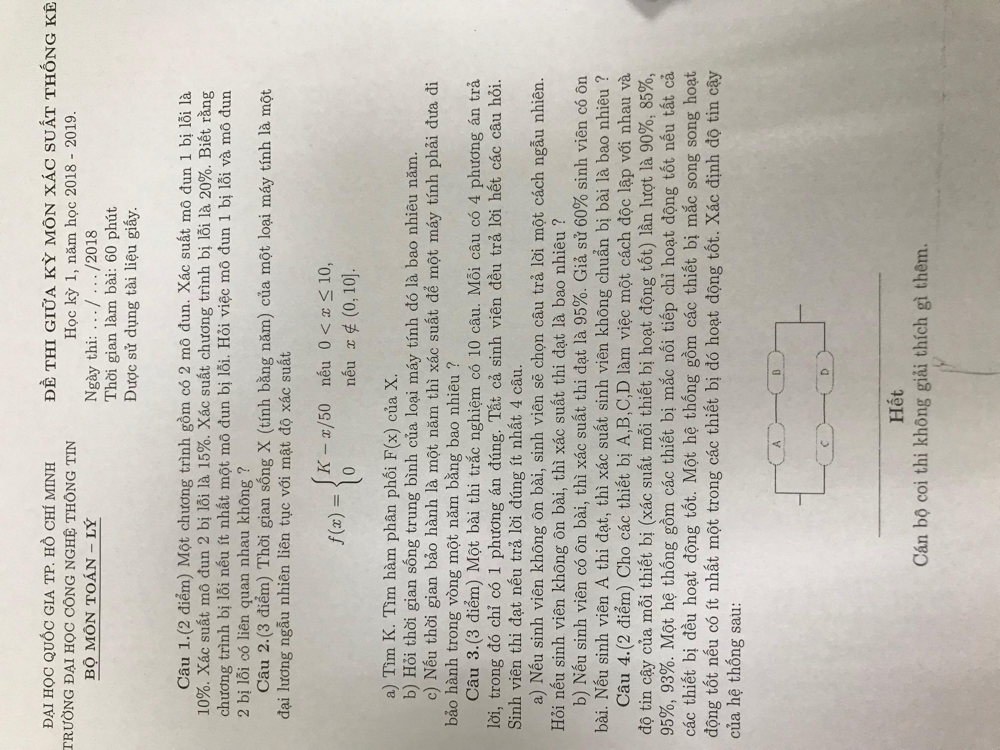 ĐẠI HỌC QUỐC GIA TP. HỒ CHÍ MINH
TRƯỜNG ĐẠI HỌC CÔNG NGHỆ THÔNG TIN
BỘ MÔN TOÁN – LÝ
ĐỀ THI GIỮA KỲ MÔN XÁC SUẤT THỐNG KÊ
Học kỳ 1, năm học 2018 - 2019.
Ngày thi: . . . / . . . /2018
Thời gian làm bài: 60 phút
Được sử dụng tài liệu giấy.
Câu 1.(2 điểm) Một chương trình gồm có 2 mô đun. Xác suất mô đun 1 bị lỗi là
10%. Xác suất mô đun 2 bị lỗi là 15%. Xác suất chương trình bị lỗi là 20%. Biết rằng
chương trình bị lỗi nếu ít nhất một mô đun bị lỗi. Hỏi việc mô đun 1 bị lỗi và mô đun
2 bị lỗi có liên quan nhau không ?
Câu 2.(3 điểm) Thời gian sống X (tính bằng năm) của một loại máy tính là một
đại lương ngẫu nhiên liên tục với mật độ xác suất
f(x) = { K − x/50 nếu 0 < x ≤ 10,
0 nếu x ∉ (0, 10].
a) Tìm K. Tìm hàm phân phối F(x) của X.
b) Hỏi thời gian sống trung bình của loại máy tính đó là bao nhiêu năm.
c) Nếu thời gian bảo hành là một năm thì xác suất để một máy tính phải đưa đi
bảo hành trong vòng một năm bằng bao nhiêu ?
Câu 3.(3 điểm) Một bài thi trắc nghiệm có 10 câu. Mỗi câu có 4 phương án trả
lời, trong đó chỉ có 1 phương án đúng. Tất cả sinh viên đều trả lời hết các câu hỏi.
Sinh viên thi đạt nếu trả lời đúng ít nhất 4 câu.
a) Nếu sinh viên không ôn bài, sinh viên sẽ chọn câu trả lời một cách ngẫu nhiên.
Hỏi nếu sinh viên không ôn bài, thì xác suất thi đạt là bao nhiêu ?
b) Nếu sinh viên có ôn bài, thì xác suất thi đạt là 95%. Giả sử 60% sinh viên có ôn
bài. Nếu sinh viên A thi đạt, thì xác suất sinh viên không chuẩn bị bài là bao nhiêu ?
Câu 4.(2 điểm) Cho các thiết bị A,B,C,D làm việc một cách độc lập với nhau và
độ tin cậy của mỗi thiết bị (xác suất mỗi thiết bị hoạt động tốt) lần lượt là 90%, 85%,
95%, 93%. Một hệ thống gồm các thiết bị mắc nối tiếp chỉ hoạt động tốt nếu tất cả
các thiết bị đều hoạt động tốt. Một hệ thống gồm các thiết bị mắc song song hoạt
động tốt nếu có ít nhất một trong các thiết bị đó hoạt động tốt. Xác định độ tin cậy
của hệ thống sau:
A B
C D
Hết
Cán bộ coi thi không giải thích gì thêm.